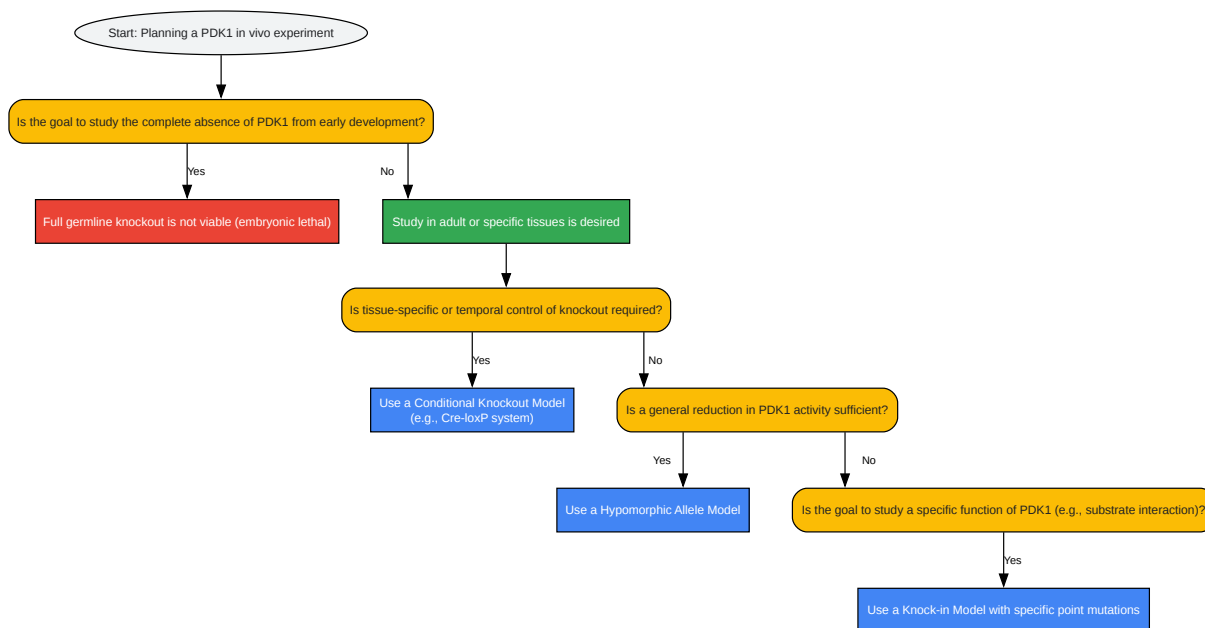 Start: Planning a PDK1 in vivo experiment
Is the goal to study the complete absence of PDK1 from early development?
Yes
No
Full germline knockout is not viable (embryonic lethal)
Study in adult or specific tissues is desired
Is tissue-specific or temporal control of knockout required?
Yes
No
Use a Conditional Knockout Model
(e.g., Cre-loxP system)
Is a general reduction in PDK1 activity sufficient?
Yes
No
Use a Hypomorphic Allele Model
Is the goal to study a specific function of PDK1 (e.g., substrate interaction)?
Yes
Use a Knock-in Model with specific point mutations